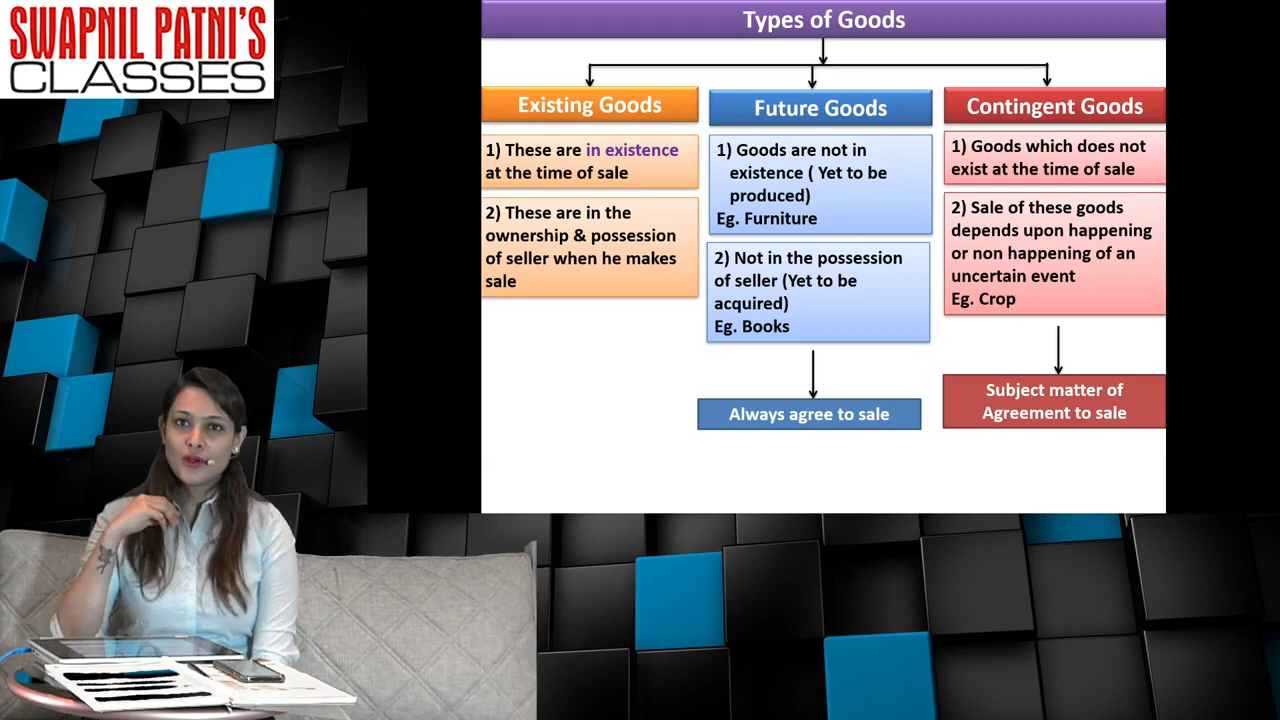 SWAPNIL PATNI'S
CLASSES
Types of Goods
Existing Goods
1) These are in existence
at the time of sale
2) These are in the
ownership & possession
of seller when he makes
sale
Future Goods
1) Goods are not in
existence ( Yet to be
produced)
Eg. Furniture
2) Not in the possession
of seller (Yet to be
acquired)
Eg. Books
Always agree to sale
Contingent Goods
1) Goods which does not
exist at the time of sale
2) Sale of these goods
depends upon happening
or non happening of an
uncertain event
Eg. Crop
Subject matter of
Agreement to sale